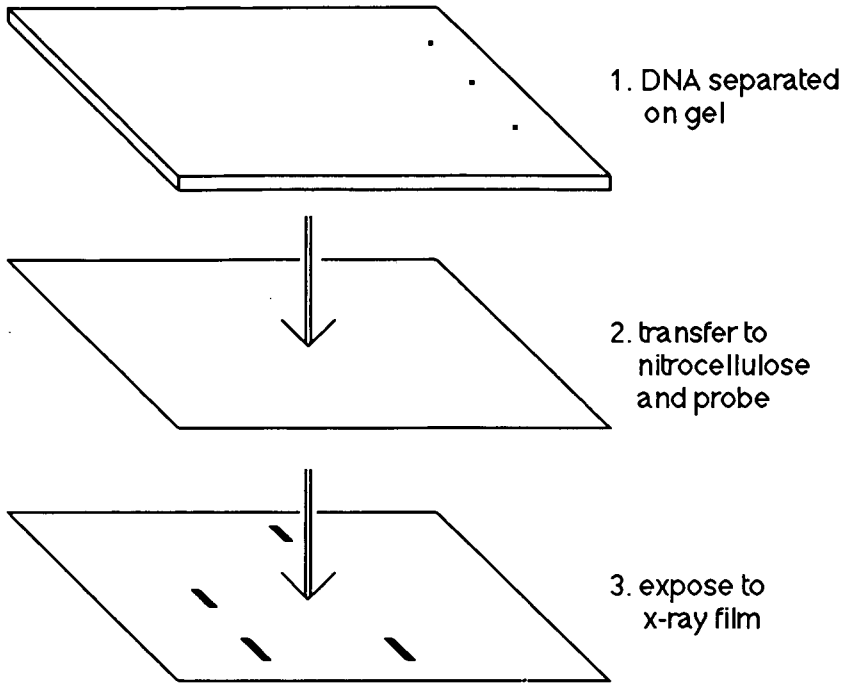 1. DNA separated
on gel
2. transfer to
nitrocellulose
and probe
3. expose to
x-ray film